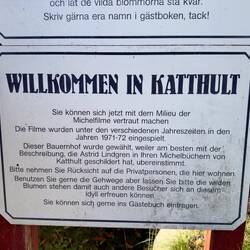 och låt de vilda blommorna stå kvar.
Skriv gärna era namn i gästboken, tack!
WILLKOMMEN IN KATTHULT
Sie können sich jetzt mit dem Milieu der
Michelfilme vertraut machen
Die Filme wurden unter den verschiedenen Jahreszeiten in den
Jahren 1971-72 eingespielt.
Dieser Bauernhof wurde gewählt, weiler am besten mit der
Beschreibung, die Astrid Lindgren in Ihren Michelbüchern von
Katthult geschildert hat, übereinstimmt.
Bitte nehmen Sie Rücksicht auf die Privatpersonen, die hier wohnen.
Benutzen Sie gerne die Gehwege aber lassen Sie bitte die wilden
Blumen stehen damit auch andere Besucher sich an diesem
Idyll erfreuen können
Sie können sich gerne ins Gästebuch eintragen.